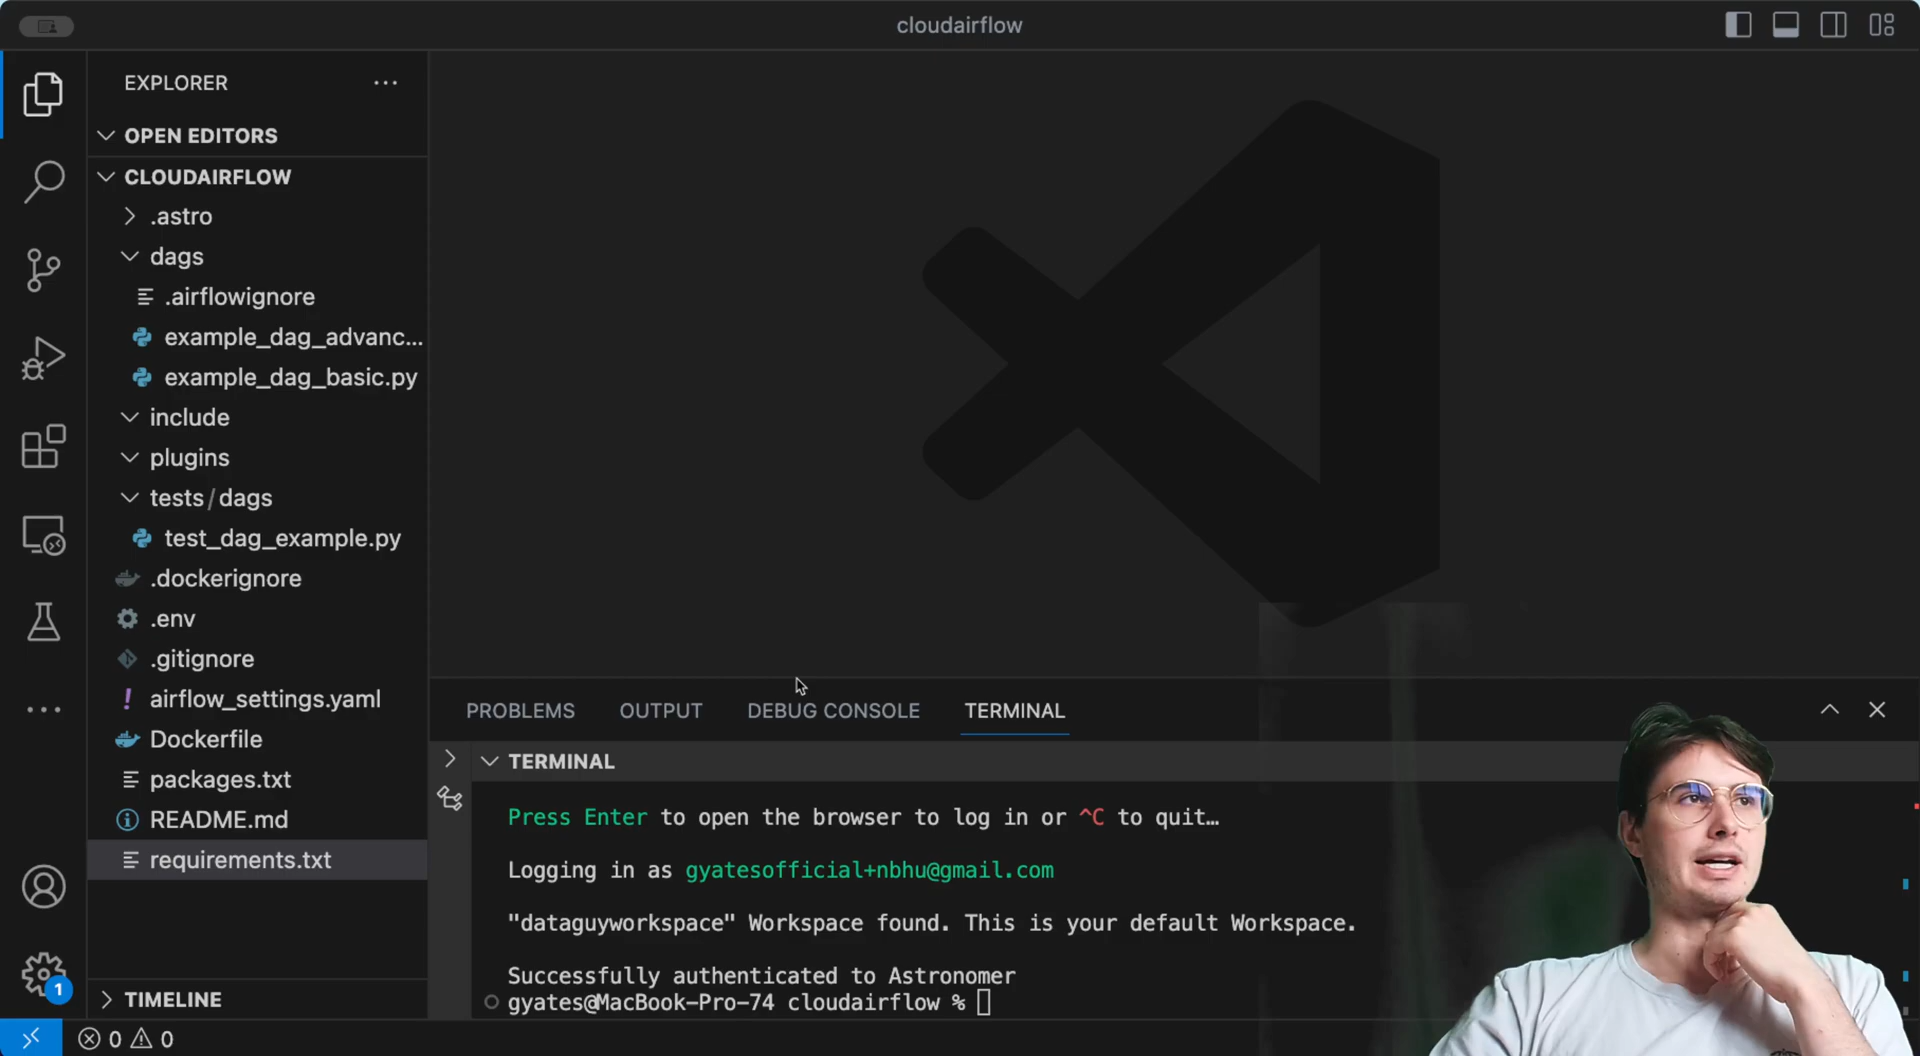 cloudairflow
EXPLORER
OPEN EDITORS
CLOUDAIRFLOW
.astro
dags
.airflowignore
example_dag_advanc...
example_dag_basic.py
include
plugins
tests/dags
test_dag_example.py
.dockerignore
.env
.gitignore
airflow_settings.yaml
Dockerfile
packages.txt
README.md
requirements.txt
TIMELINE
1
0 0
PROBLEMS OUTPUT DEBUG CONSOLE TERMINAL
TERMINAL
Press Enter to open the browser to log in or ^C to quit…
Logging in as gyatesofficial+nbhu@gmail.com
"dataguyworkspace" Workspace found. This is your default Workspace.
Successfully authenticated to Astronomer
gyates@MacBook-Pro-74 cloudairflow %